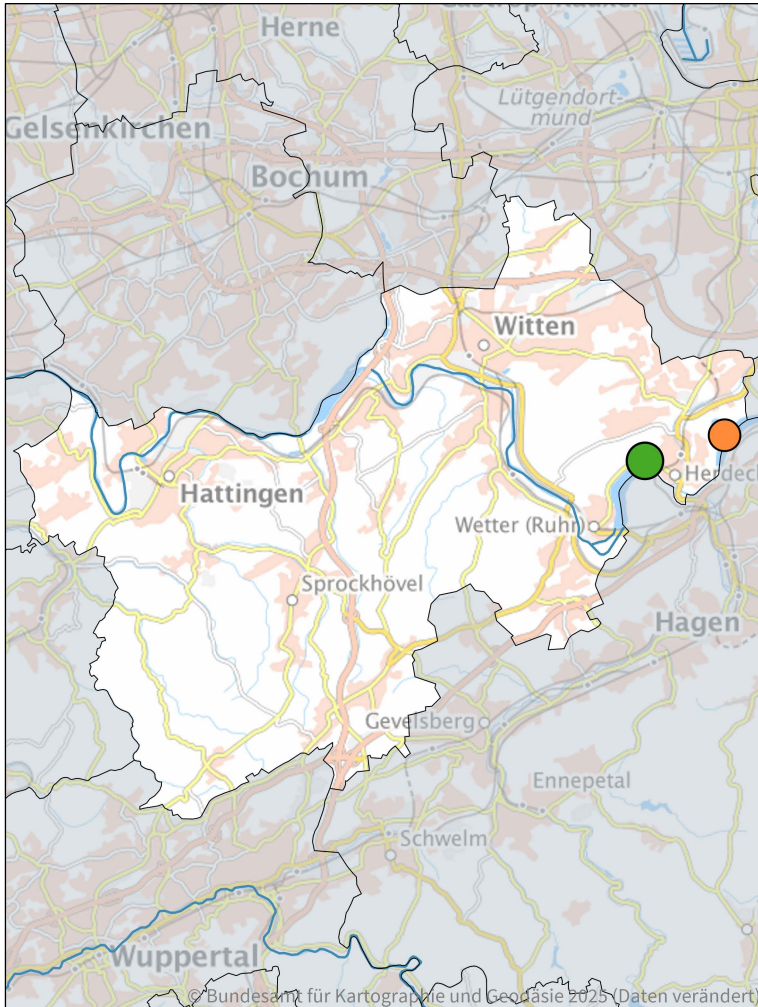 Herne
Lütgendort-
mund
Gelsenkirchen
Bochum
Witten
Hattingen
Herdeck
Wetter (Ruhr)
Sprockhövel
Hagen
Gevelsberg
Ennepetal
Schwelm
Wuppertal
© Bundesamt für Kartographie und Geodäsie 2025 (Daten verändert)